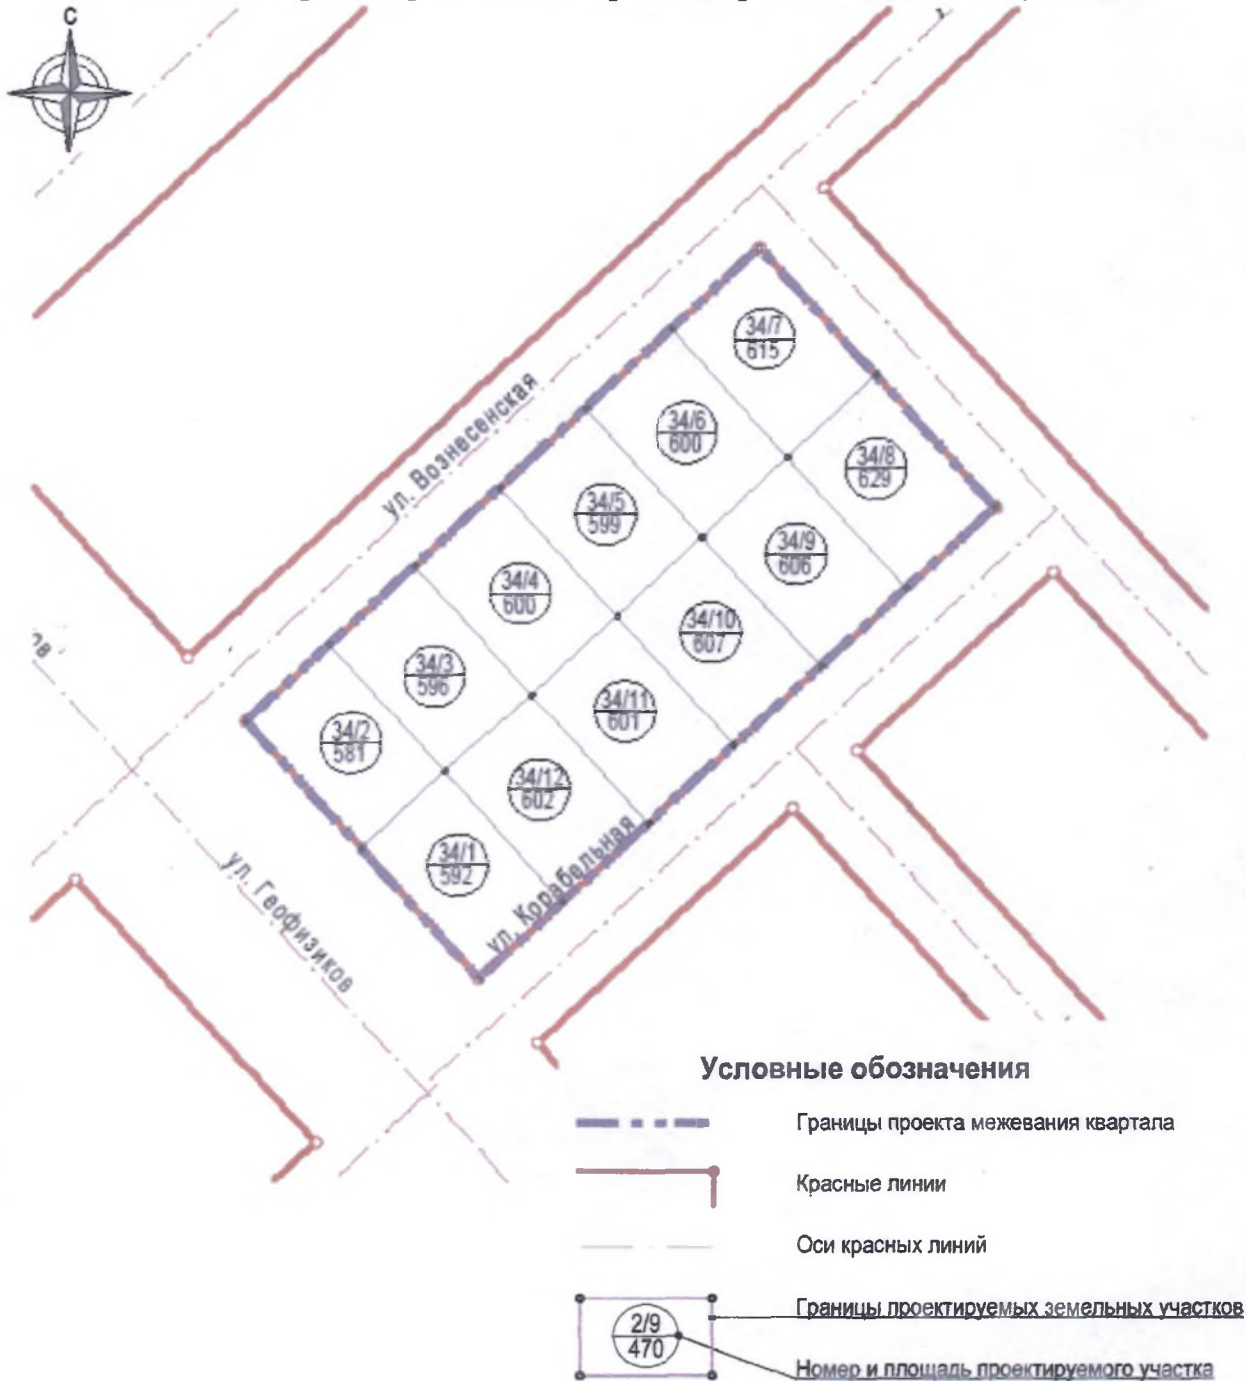 С
ул. Вознесенская
34/7
615
34/6
600
34/8
629
34/5
599
34/9
606
34/4
600
34/10
607
34/3
596
34/11
601
34/2
581
34/12
602
34/1
592
ул. Корабельная
ул. Геофизиков
ов
Условные обозначения
Границы проекта межевания квартала
Красные линии
Оси красных линий
Границы проектируемых земельных участков
2/9
470
Номер и площадь проектируемого участка